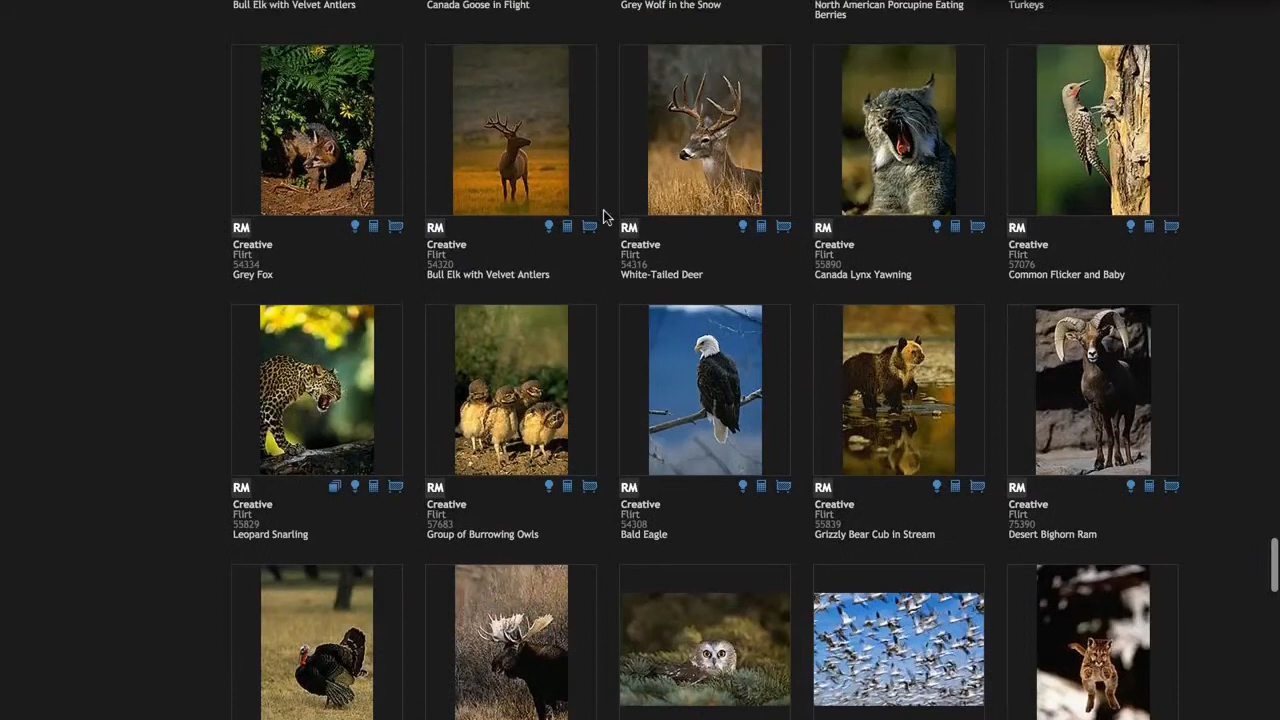 Bull Elk with Velvet Antlers
Canada Goose in Flight
Grey Wolf in the Snow
North American Porcupine Eating
Berries
Turkeys
RM
Creative
Flirt
54334
Grey Fox
RM
Creative
Flirt
54320
Bull Elk with Velvet Antlers
RM
Creative
Flirt
54316
White-Tailed Deer
RM
Creative
Flirt
55890
Canada Lynx Yawning
RM
Creative
Flirt
57076
Common Flicker and Baby
RM
Creative
Flirt
55829
Leopard Snarling
RM
Creative
Flirt
57683
Group of Burrowing Owls
RM
Creative
Flirt
54308
Bald Eagle
RM
Creative
Flirt
55839
Grizzly Bear Cub in Stream
RM
Creative
Flirt
75390
Desert Bighorn Ram